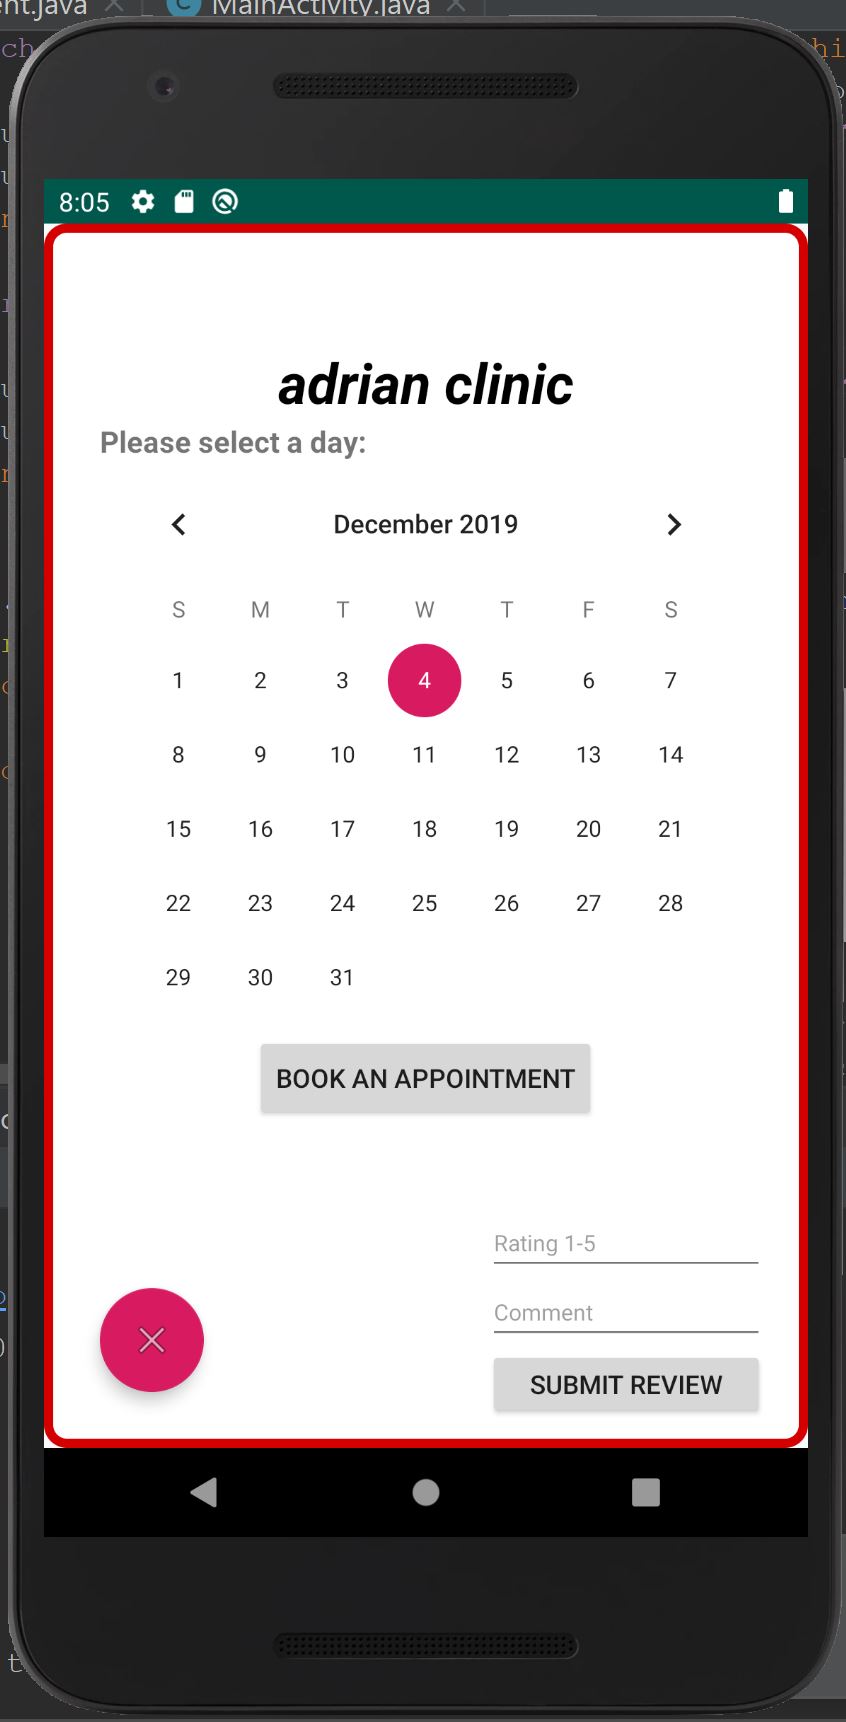 MainActivity.java
8:05
adrian clinic
Please select a day:
December 2019
S M T W T F S
1 2 3 4 5 6 7
8 9 10 11 12 13 14
15 16 17 18 19 20 21
22 23 24 25 26 27 28
29 30 31
BOOK AN APPOINTMENT
Rating 1-5
Comment
SUBMIT REVIEW